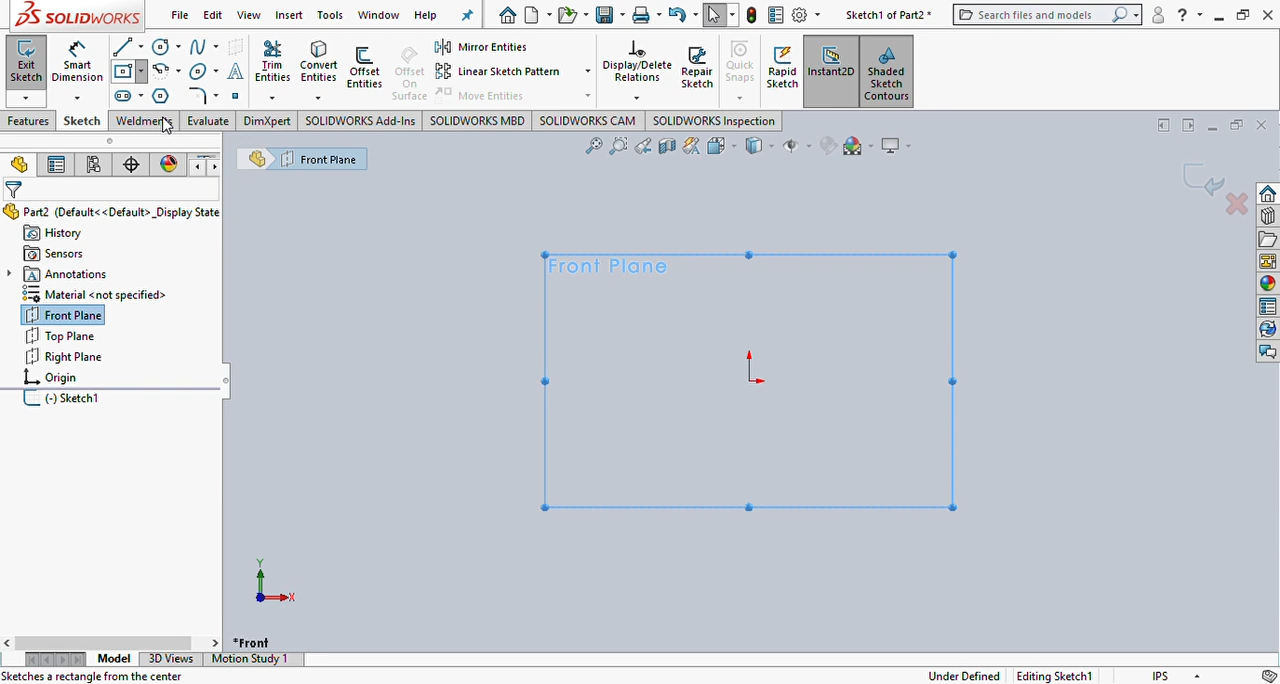 SOLIDWORKS File Edit View Insert Tools Window Help Sketch1 of Part2 * Search files and models ?
Exit Sketch
Smart Dimension
Trim Entities
Convert Entities
Offset Entities
Offset On Surface
Mirror Entities
Linear Sketch Pattern
Move Entities
Display/Delete Relations
Repair Sketch
Quick Snaps
Rapid Sketch
Instant2D
Shaded Sketch Contours
Features Sketch Weldments Evaluate DimXpert SOLIDWORKS Add-Ins SOLIDWORKS MBD SOLIDWORKS CAM SOLIDWORKS Inspection
Front Plane
Part2 (Default<<Default>_Display State
History
Sensors
Annotations
Material <not specified>
Front Plane
Top Plane
Right Plane
Origin
(-) Sketch1
Front Plane
Y
X
*Front
Model 3D Views Motion Study 1
Sketches a rectangle from the center Under Defined Editing Sketch1 IPS